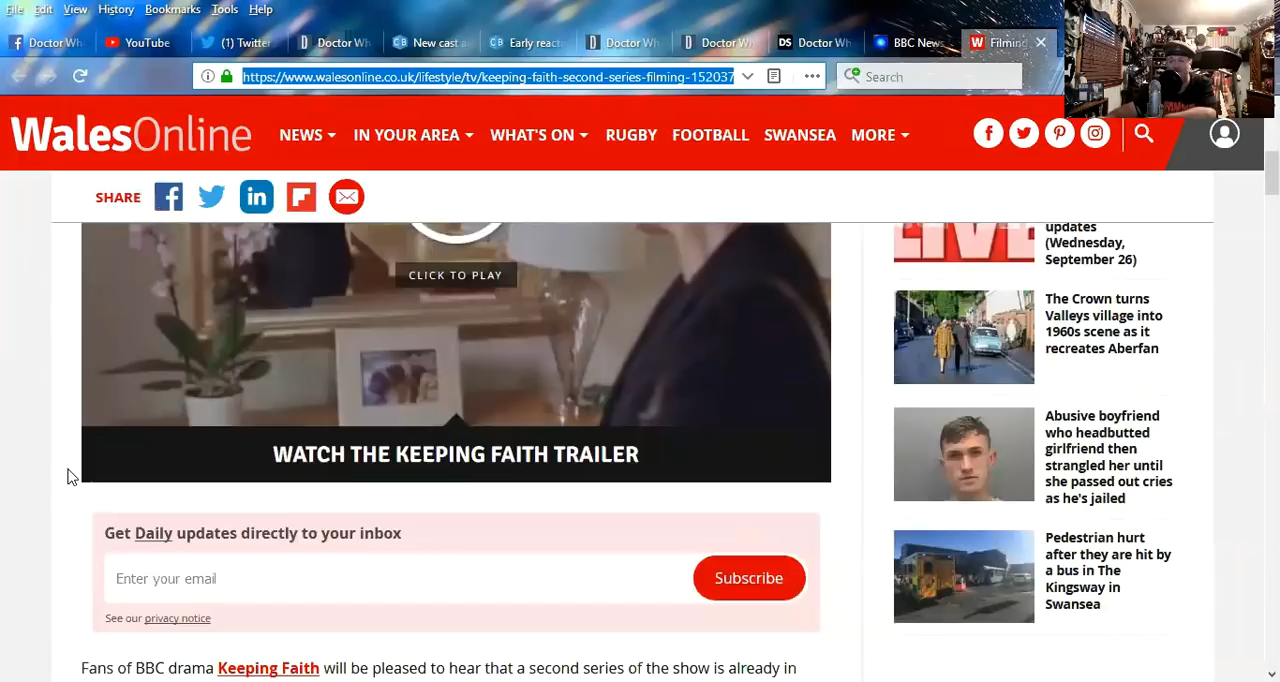 File Edit View History Bookmarks Tools Help
Doctor Wh YouTube (1) Twitte Doctor Wh New cast a Early react Doctor Wh Doctor Wh DS Doctor Wh BBC News W Filming
https://www.walesonline.co.uk/lifestyle/tv/keeping-faith-second-series-filming-152037 Search
WalesOnline NEWS IN YOUR AREA WHAT'S ON RUGBY FOOTBALL SWANSEA MORE
SHARE
CLICK TO PLAY
WATCH THE KEEPING FAITH TRAILER
Get Daily updates directly to your inbox
Enter your email
Subscribe
See our privacy notice
Fans of BBC drama Keeping Faith will be pleased to hear that a second series of the show is already in
LIVE
updates
(Wednesday,
September 26)
The Crown turns
Valleys village into
1960s scene as it
recreates Aberfan
Abusive boyfriend
who headbutted
girlfriend then
strangled her until
she passed out cries
as he's jailed
Pedestrian hurt
after they are hit by
a bus in The
Kingsway in
Swansea